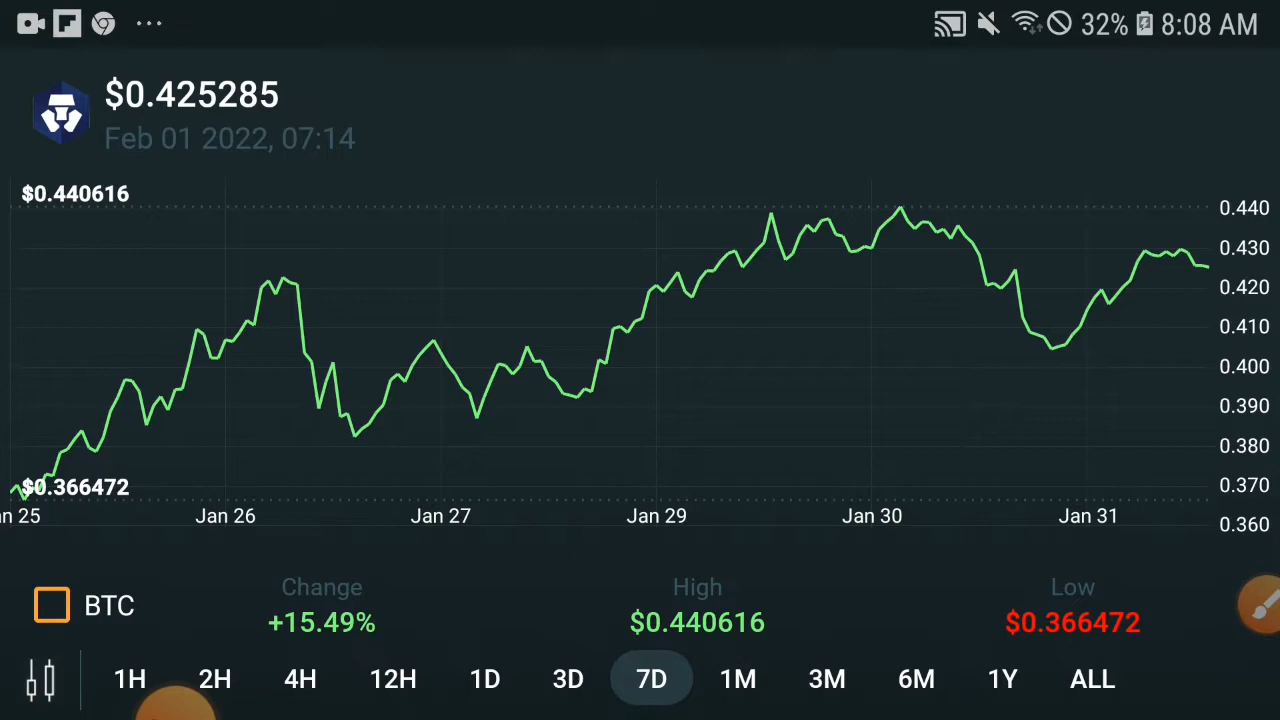 32% 8:08 AM
$0.425285
Feb 01 2022, 07:14
$0.440616
0.440
0.430
0.420
0.410
0.400
0.390
0.380
0.370
0.360
$0.366472
n 25 Jan 26 Jan 27 Jan 29 Jan 30 Jan 31
BTC
Change High Low
+15.49% $0.440616 $0.366472
1H 2H 4H 12H 1D 3D 7D 1M 3M 6M 1Y ALL